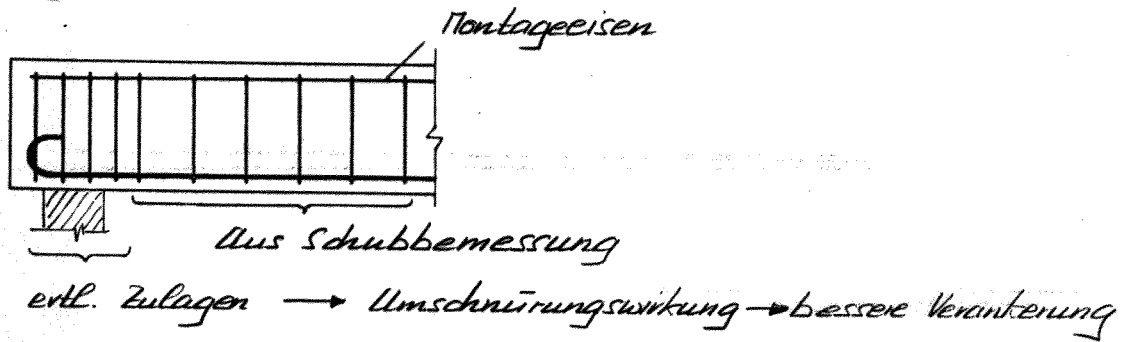 Montageeisen
Aus Schubbemessung
evtl. Zulagen → Umschnürungswirkung → bessere Verankerung